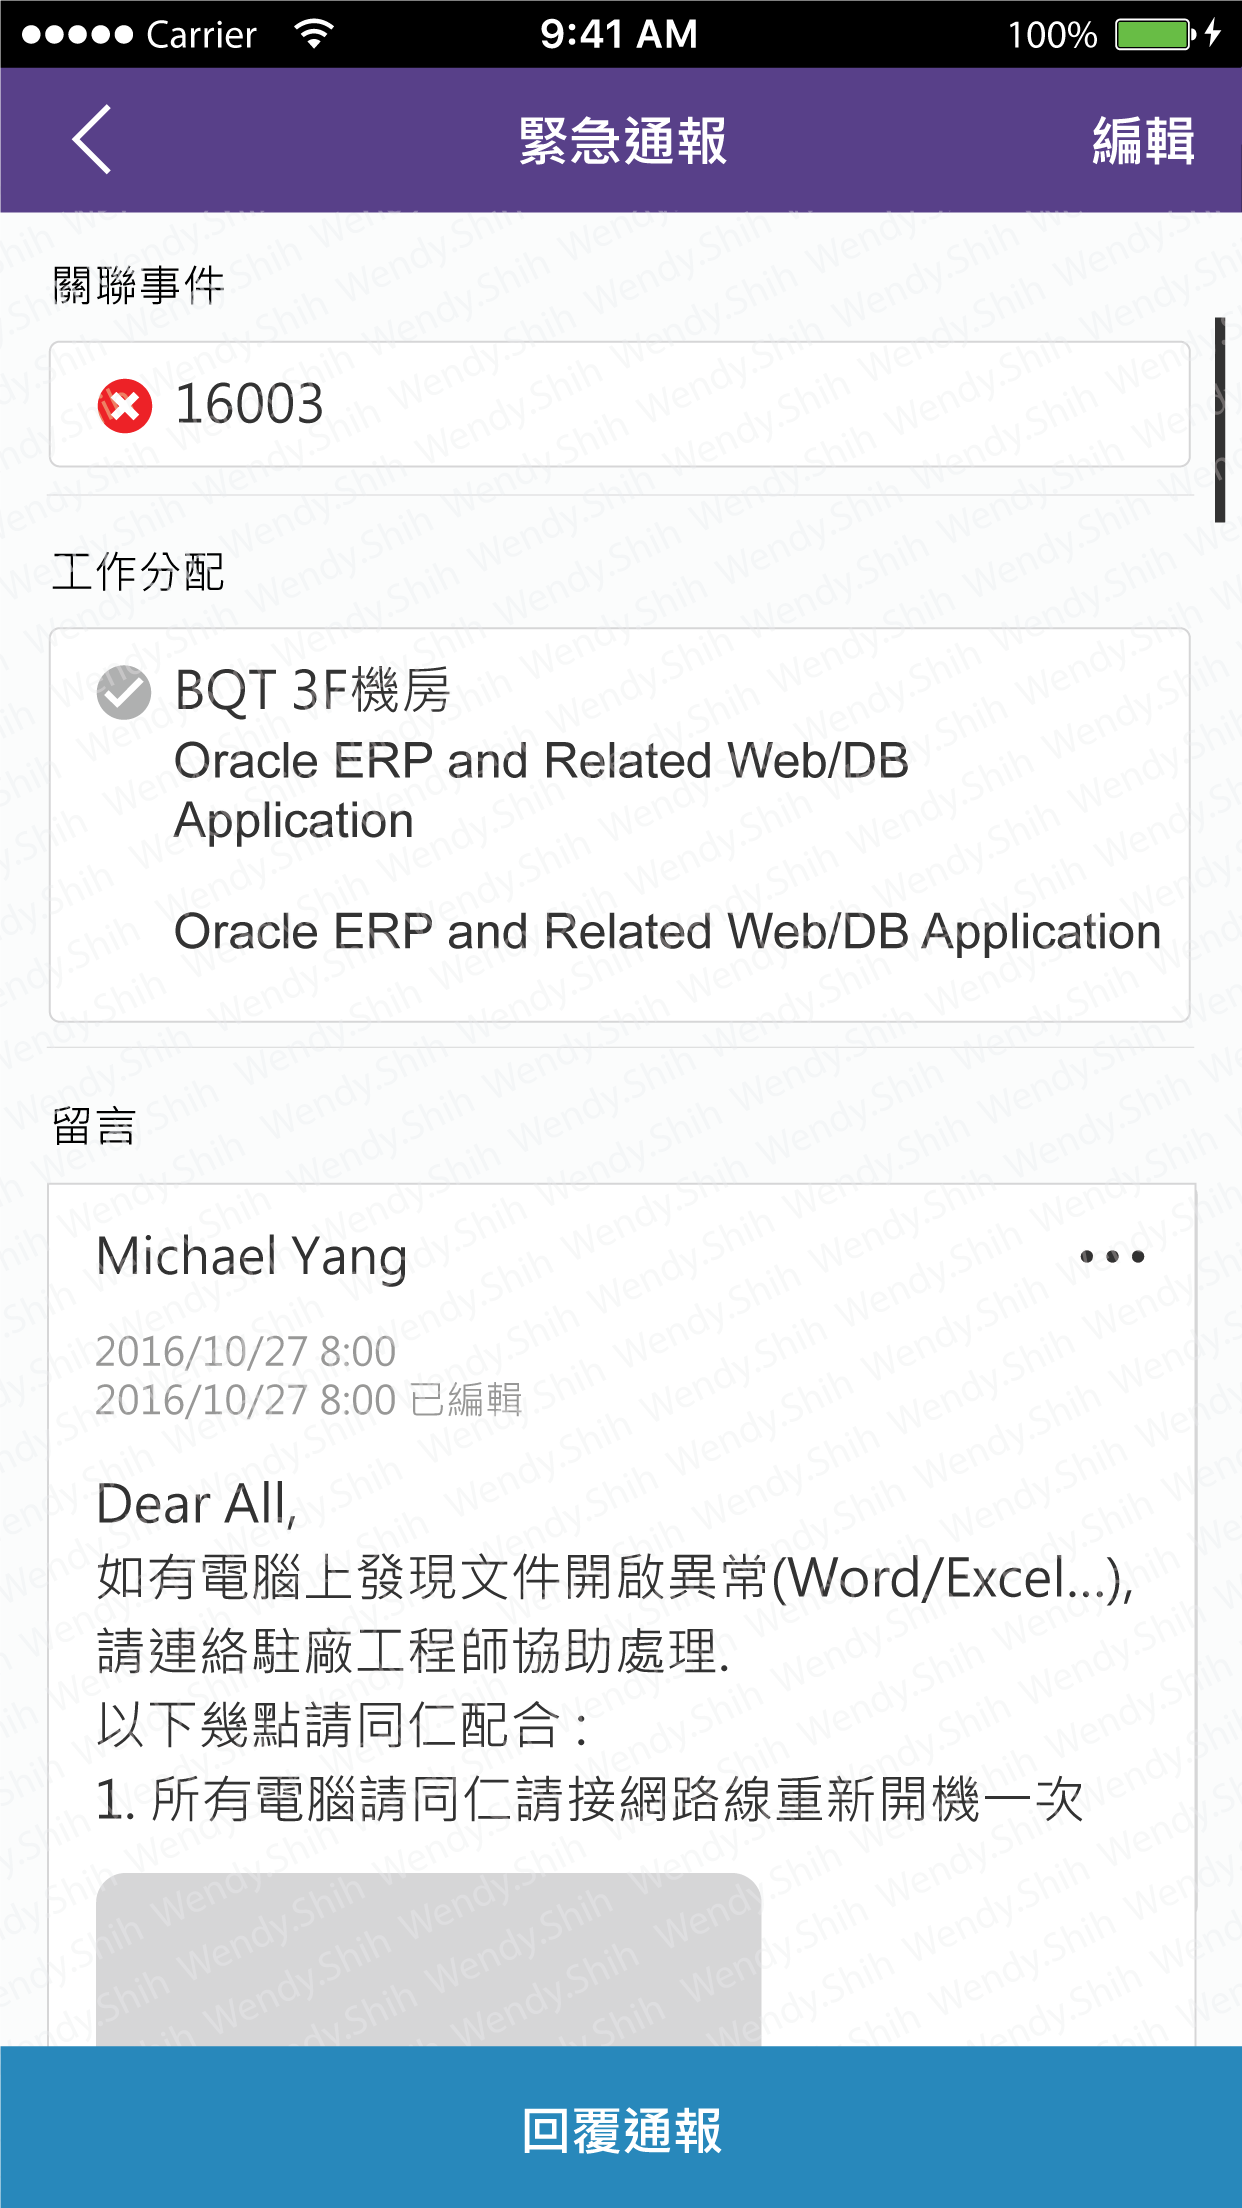 Carrier 9:41 AM 100%
緊急通報 編輯
關聯事件
16003
工作分配
BQT 3F機房
Oracle ERP and Related Web/DB
Application
Oracle ERP and Related Web/DB Application
留言
Michael Yang
2016/10/27 8:00
2016/10/27 8:00 已編輯
Dear All,
如有電腦上發現文件開啟異常(Word/Excel...),
請連絡駐廠工程師協助處理.
以下幾點請同仁配合 :
1. 所有電腦請同仁請接網路線重新開機一次
回覆通報
Wendy.Shih